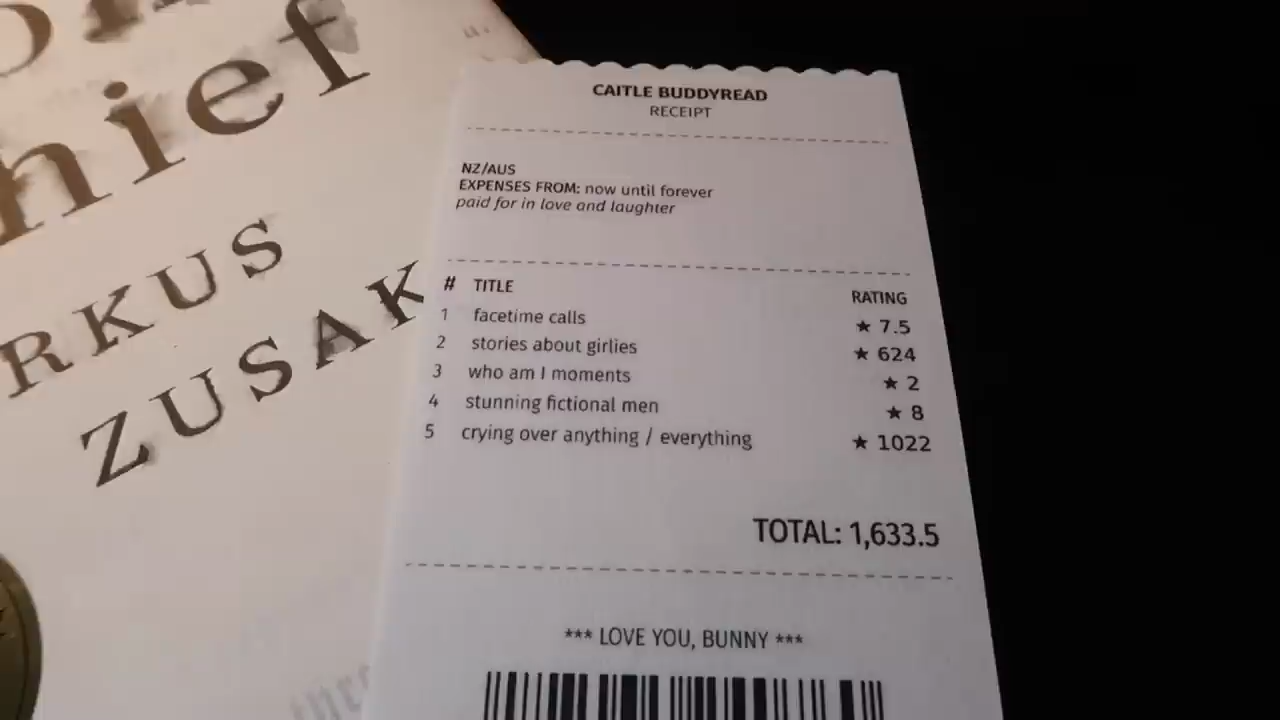 hief
RKUS
ZUSAK
CAITLE BUDDYREAD
RECEIPT
NZ/AUS
EXPENSES FROM: now until forever
paid for in love and laughter
# TITLE RATING
1 facetime calls ★ 7.5
2 stories about girlies ★ 624
3 who am I moments ★ 2
4 stunning fictional men ★ 8
5 crying over anything / everything ★ 1022
TOTAL: 1,633.5
*** LOVE YOU, BUNNY ***